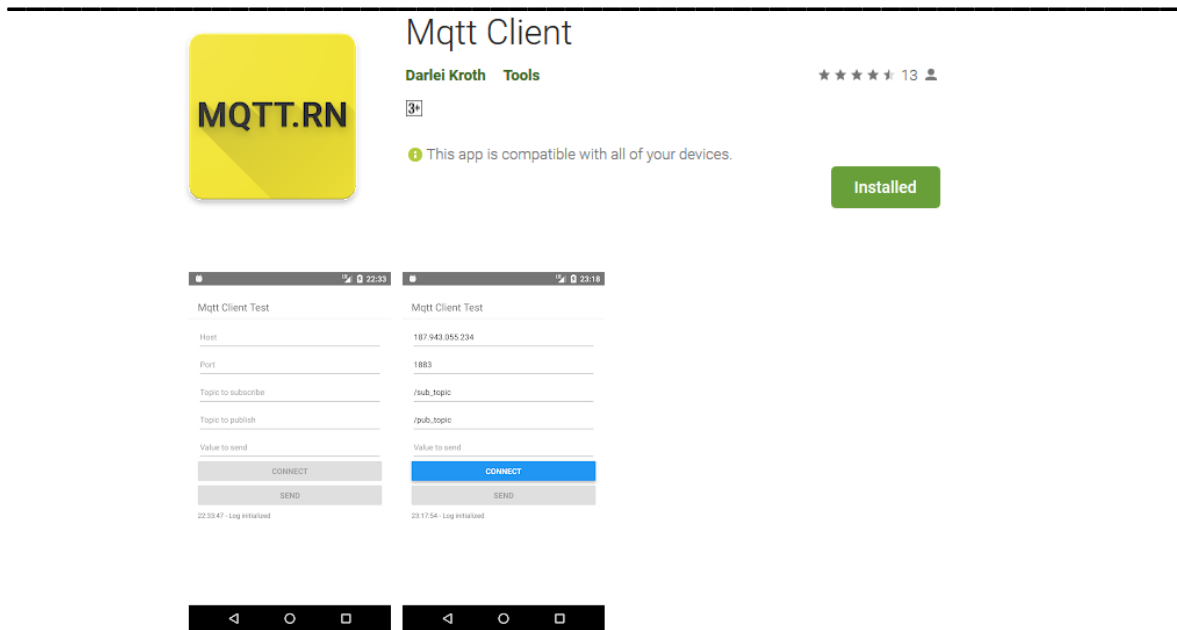 Mqtt Client
MQTT.RN
Darlei Kroth Tools
13
3+
This app is compatible with all of your devices.
Installed
22:33
Mqtt Client Test
Host
Port
Topic to subscribe
Topic to publish
Value to send
CONNECT
SEND
22:33:47 - Log initialized
23:18
Mqtt Client Test
187.943.055.234
1883
/sub_topic
/pub_topic
Value to send
CONNECT
SEND
23:17:54 - Log initialized